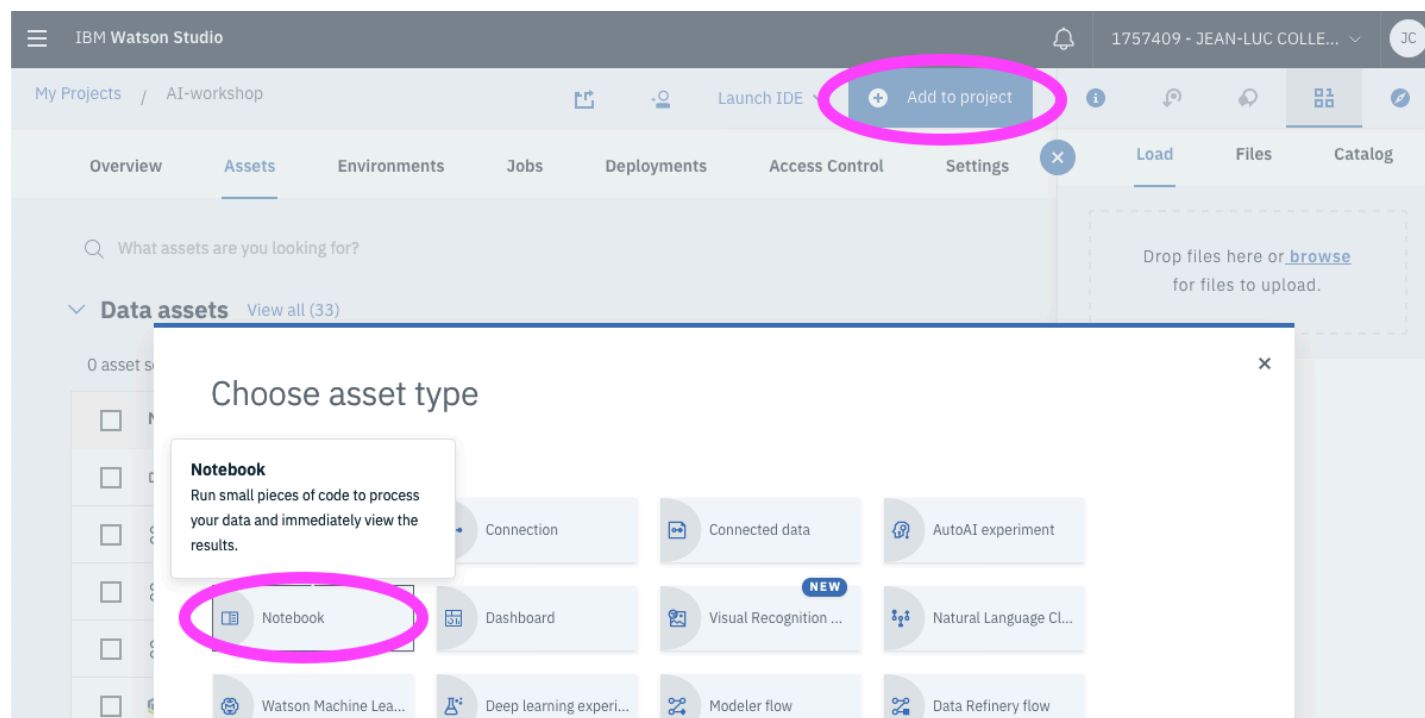 IBM Watson Studio
1757409 - JEAN-LUC COLLE...
JC
My Projects / AI-workshop
Launch IDE
Add to project
Overview
Assets
Environments
Jobs
Deployments
Access Control
Settings
Load
Files
Catalog
What assets are you looking for?
Drop files here or browse
for files to upload.
Data assets View all (33)
0 asset s
Choose asset type
Notebook
Run small pieces of code to process
your data and immediately view the
results.
Connection
Connected data
AutoAI experiment
NEW
Notebook
Dashboard
Visual Recognition ...
Natural Language Cl...
Watson Machine Lea...
Deep learning experi...
Modeler flow
Data Refinery flow